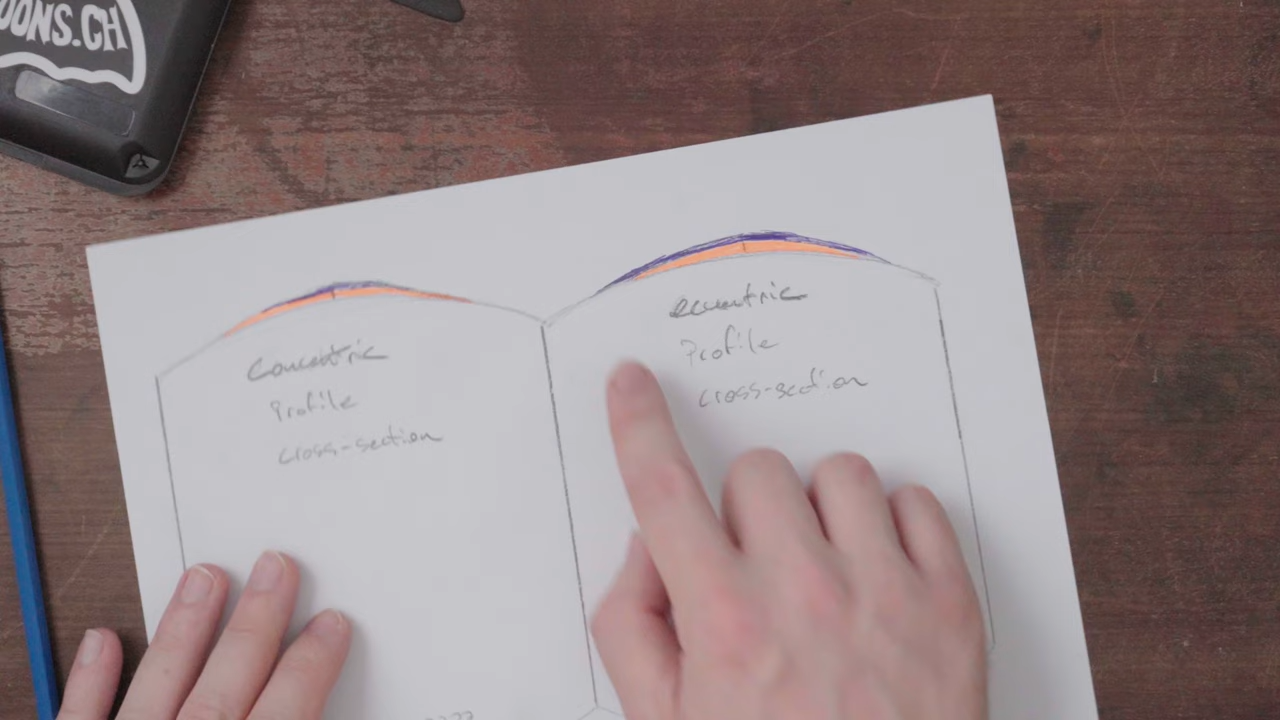 OONS.CH
concentric
Profile
cross-section
eccentric
Profile
cross-section